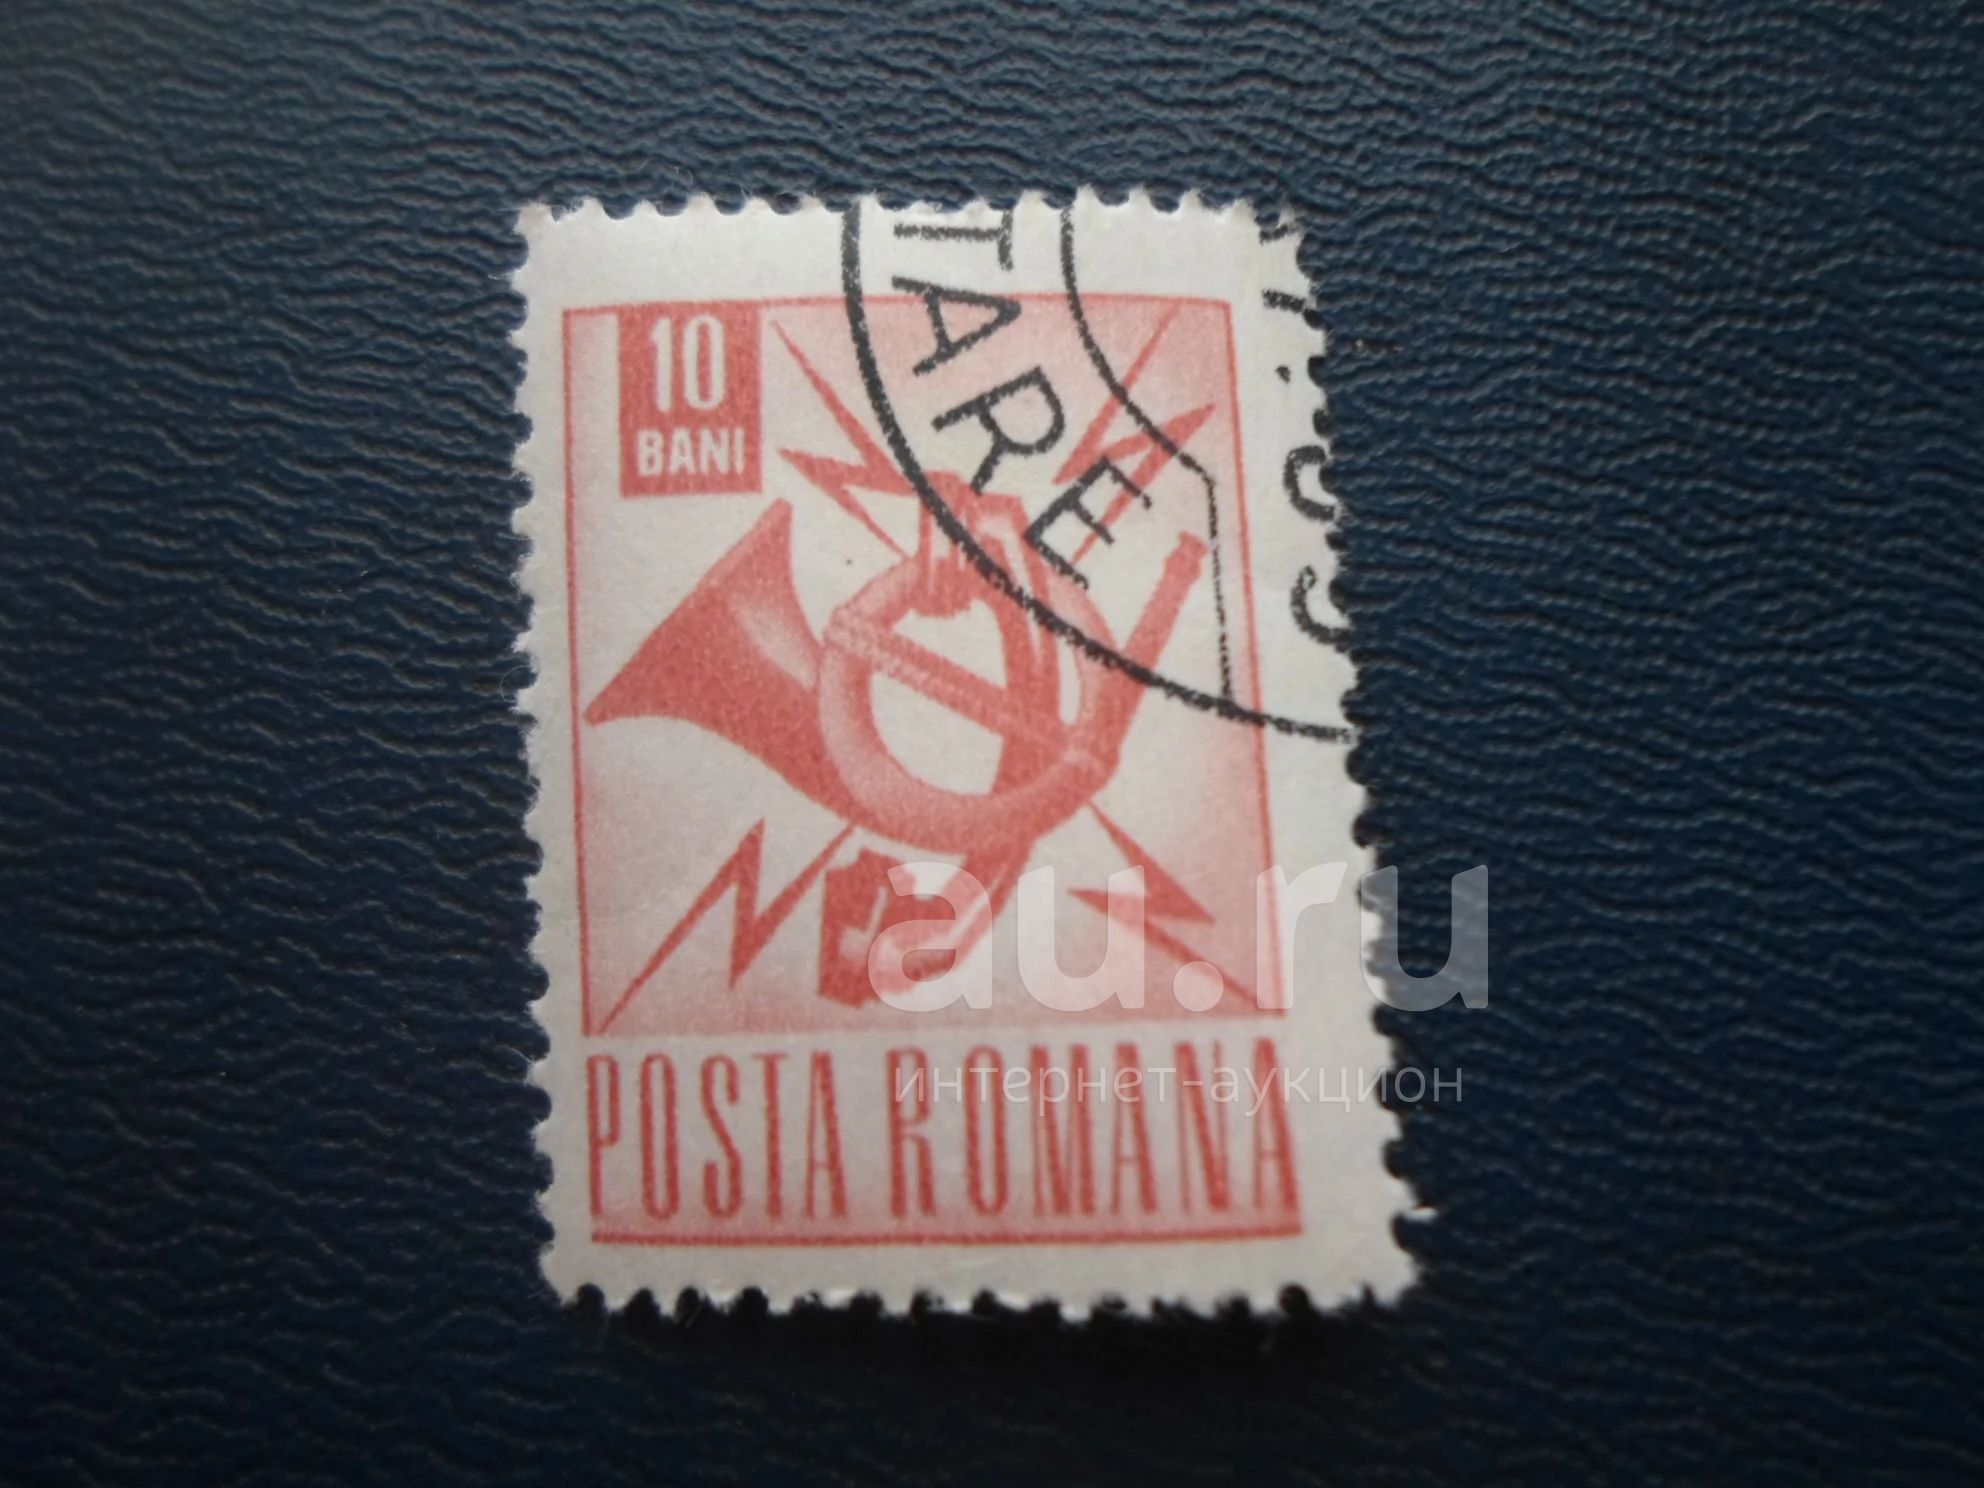 10
BANI
TARE
POSTA ROMANA
au.ru
интернет-аукцион